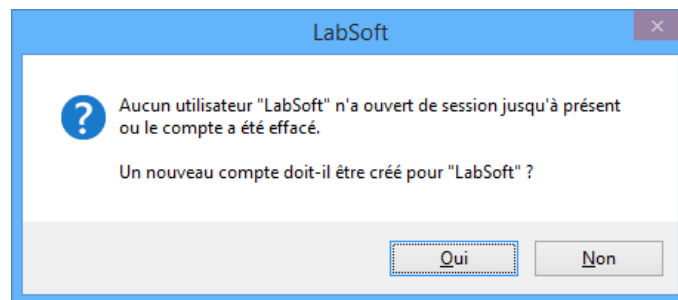 LabSoft
Aucun utilisateur "LabSoft" n'a ouvert de session jusqu'à présent
ou le compte a été effacé.
Un nouveau compte doit-il être créé pour "LabSoft" ?
Oui
Non